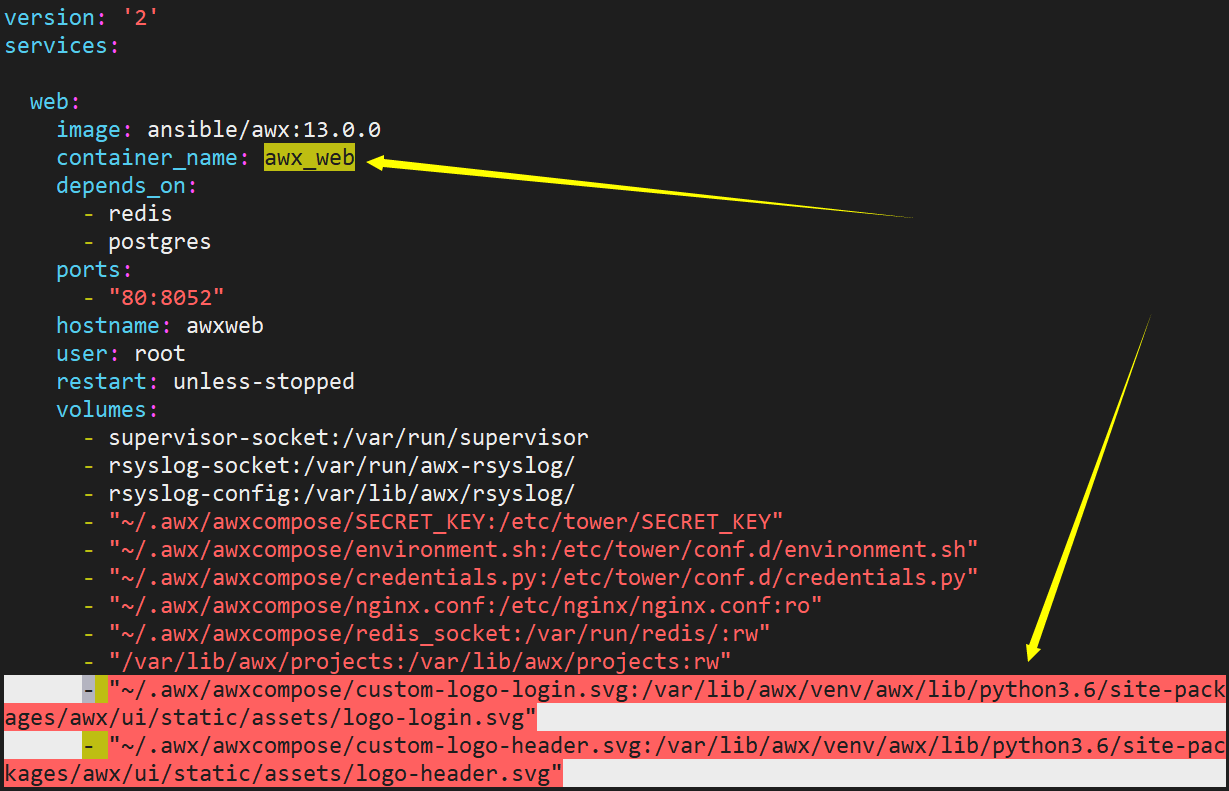 version: '2'
services:

  web:
    image: ansible/awx:13.0.0
    container_name: awx_web
    depends_on:
      - redis
      - postgres
    ports:
      - "80:8052"
    hostname: awxweb
    user: root
    restart: unless-stopped
    volumes:
      - supervisor-socket:/var/run/supervisor
      - rsyslog-socket:/var/run/awx-rsyslog/
      - rsyslog-config:/var/lib/awx/rsyslog/
      - "~/.awx/awxcompose/SECRET_KEY:/etc/tower/SECRET_KEY"
      - "~/.awx/awxcompose/environment.sh:/etc/tower/conf.d/environment.sh"
      - "~/.awx/awxcompose/credentials.py:/etc/tower/conf.d/credentials.py"
      - "~/.awx/awxcompose/nginx.conf:/etc/nginx/nginx.conf:ro"
      - "~/.awx/awxcompose/redis_socket:/var/run/redis/:rw"
      - "/var/lib/awx/projects:/var/lib/awx/projects:rw"
      - "~/.awx/awxcompose/custom-logo-login.svg:/var/lib/awx/venv/awx/lib/python3.6/site-pack
ages/awx/ui/static/assets/logo-login.svg"
      - "~/.awx/awxcompose/custom-logo-header.svg:/var/lib/awx/venv/awx/lib/python3.6/site-pac
kages/awx/ui/static/assets/logo-header.svg"